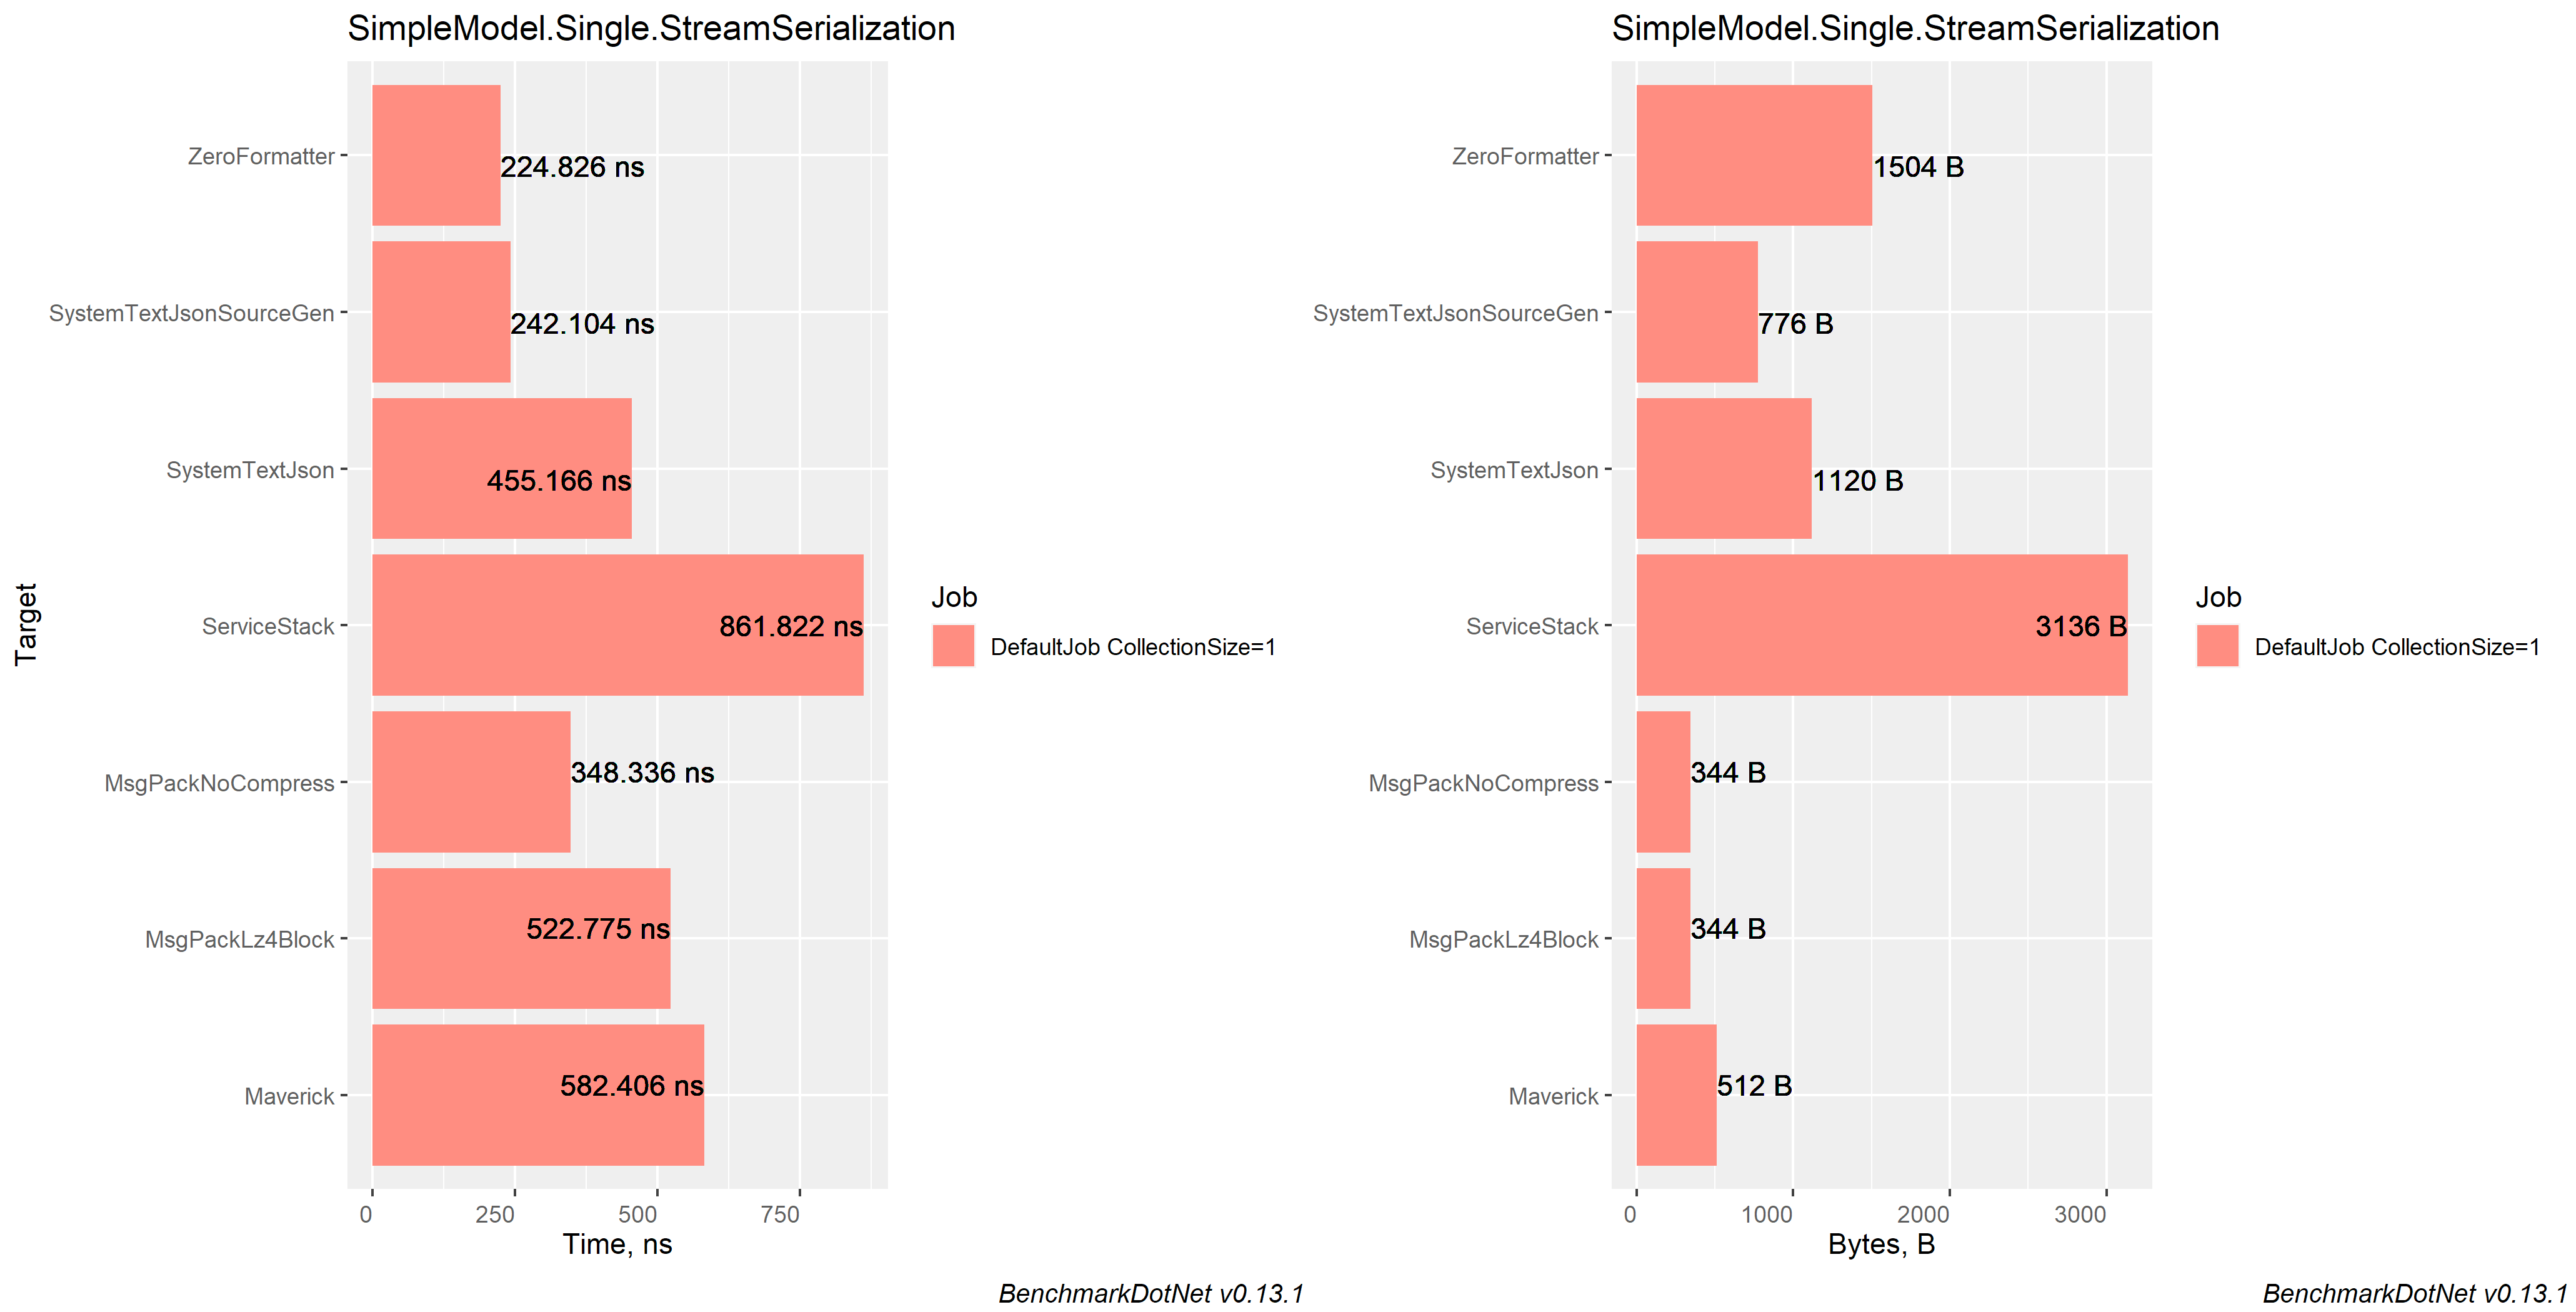 SimpleModel.Single.StreamSerialization
Target
ZeroFormatter
224.826 ns
SystemTextJsonSourceGen
242.104 ns
SystemTextJson
455.166 ns
ServiceStack
861.822 ns
MsgPackNoCompress
348.336 ns
MsgPackLz4Block
522.775 ns
Maverick
582.406 ns
0 250 500 750
Time, ns
Job
DefaultJob CollectionSize=1
BenchmarkDotNet v0.13.1
SimpleModel.Single.StreamSerialization
ZeroFormatter
1504 B
SystemTextJsonSourceGen
776 B
SystemTextJson
1120 B
ServiceStack
3136 B
MsgPackNoCompress
344 B
MsgPackLz4Block
344 B
Maverick
512 B
0 1000 2000 3000
Bytes, B
Job
DefaultJob CollectionSize=1
BenchmarkDotNet v0.13.1